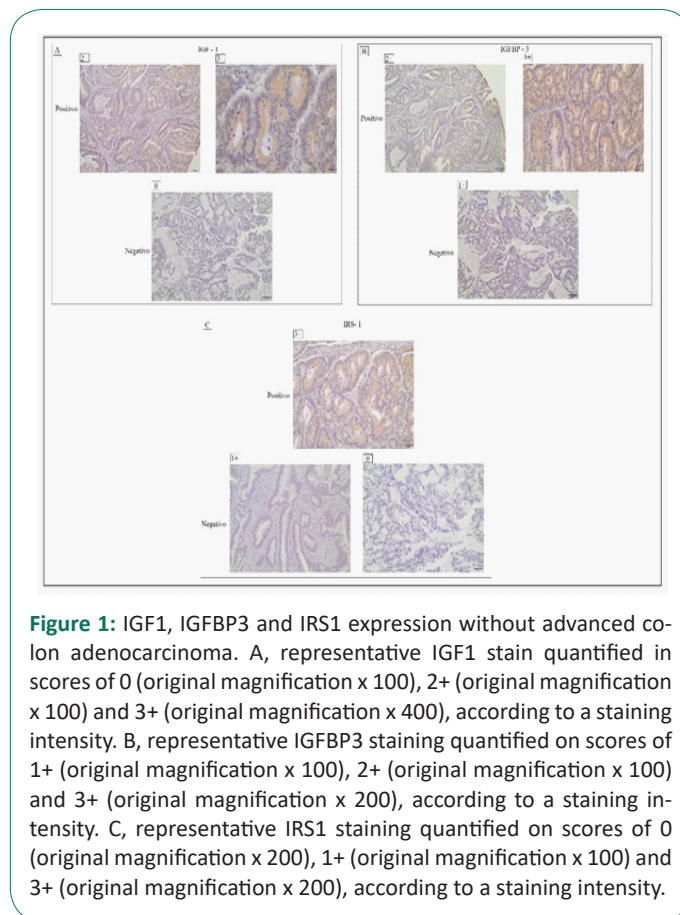 A
IGF - 1
2+
3
Positivo
0
Negativo
B
IGFBP - 3
2+
3+
Positivo
1+
Negativo
C
IRS- 1
3+
Positivo
1+
0
Negativo
Figure 1: IGF1, IGFBP3 and IRS1 expression without advanced co-
lon adenocarcinoma. A, representative IGF1 stain quantified in
scores of 0 (original magnification x 100), 2+ (original magnification
x 100) and 3+ (original magnification x 400), according to a staining
intensity. B, representative IGFBP3 staining quantified on scores of
1+ (original magnification x 100), 2+ (original magnification x 100)
and 3+ (original magnification x 200), according to a staining in-
tensity. C, representative IRS1 staining quantified on scores of 0
(original magnification x 200), 1+ (original magnification x 100) and
3+ (original magnification x 200), according to a staining intensity.